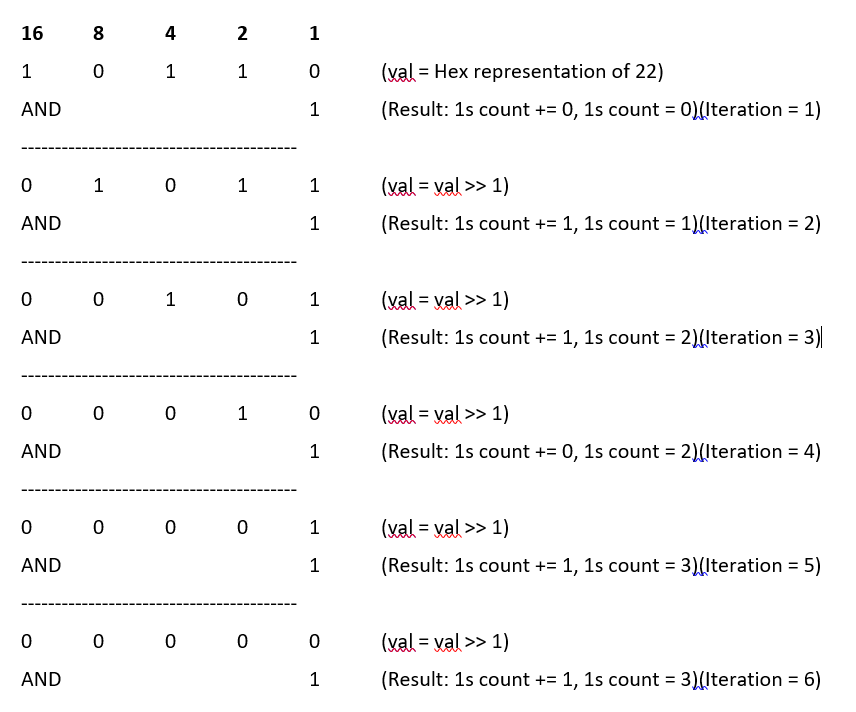 16 8 4 2 1
1 0 1 1 0 (val = Hex representation of 22)
AND 1 (Result: 1s count += 0, 1s count = 0)(Iteration = 1)
-----------------------------------------
0 1 0 1 1 (val = val >> 1)
AND 1 (Result: 1s count += 1, 1s count = 1)(Iteration = 2)
-----------------------------------------
0 0 1 0 1 (val = val >> 1)
AND 1 (Result: 1s count += 1, 1s count = 2)(Iteration = 3)
-----------------------------------------
0 0 0 1 0 (val = val >> 1)
AND 1 (Result: 1s count += 0, 1s count = 2)(Iteration = 4)
-----------------------------------------
0 0 0 0 1 (val = val >> 1)
AND 1 (Result: 1s count += 1, 1s count = 3)(Iteration = 5)
-----------------------------------------
0 0 0 0 0 (val = val >> 1)
AND 1 (Result: 1s count += 1, 1s count = 3)(Iteration = 6)